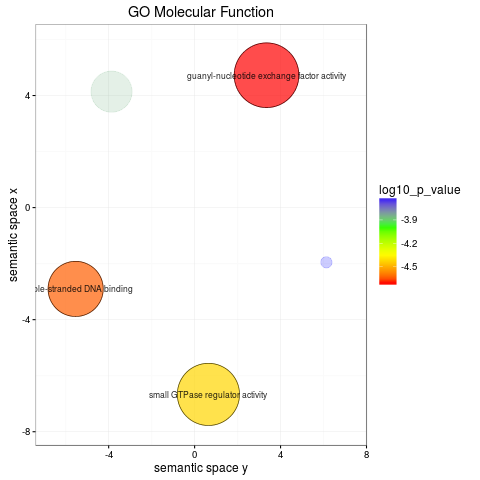 GO Molecular Function
guanyl-nucleotide exchange factor activity
4
log10_p_value
-3.9
-4.2
-4.5
semantic space x
0
ole-stranded DNA binding
-4
small GTPase regulator activity
-8
-4
0
4
8
semantic space y